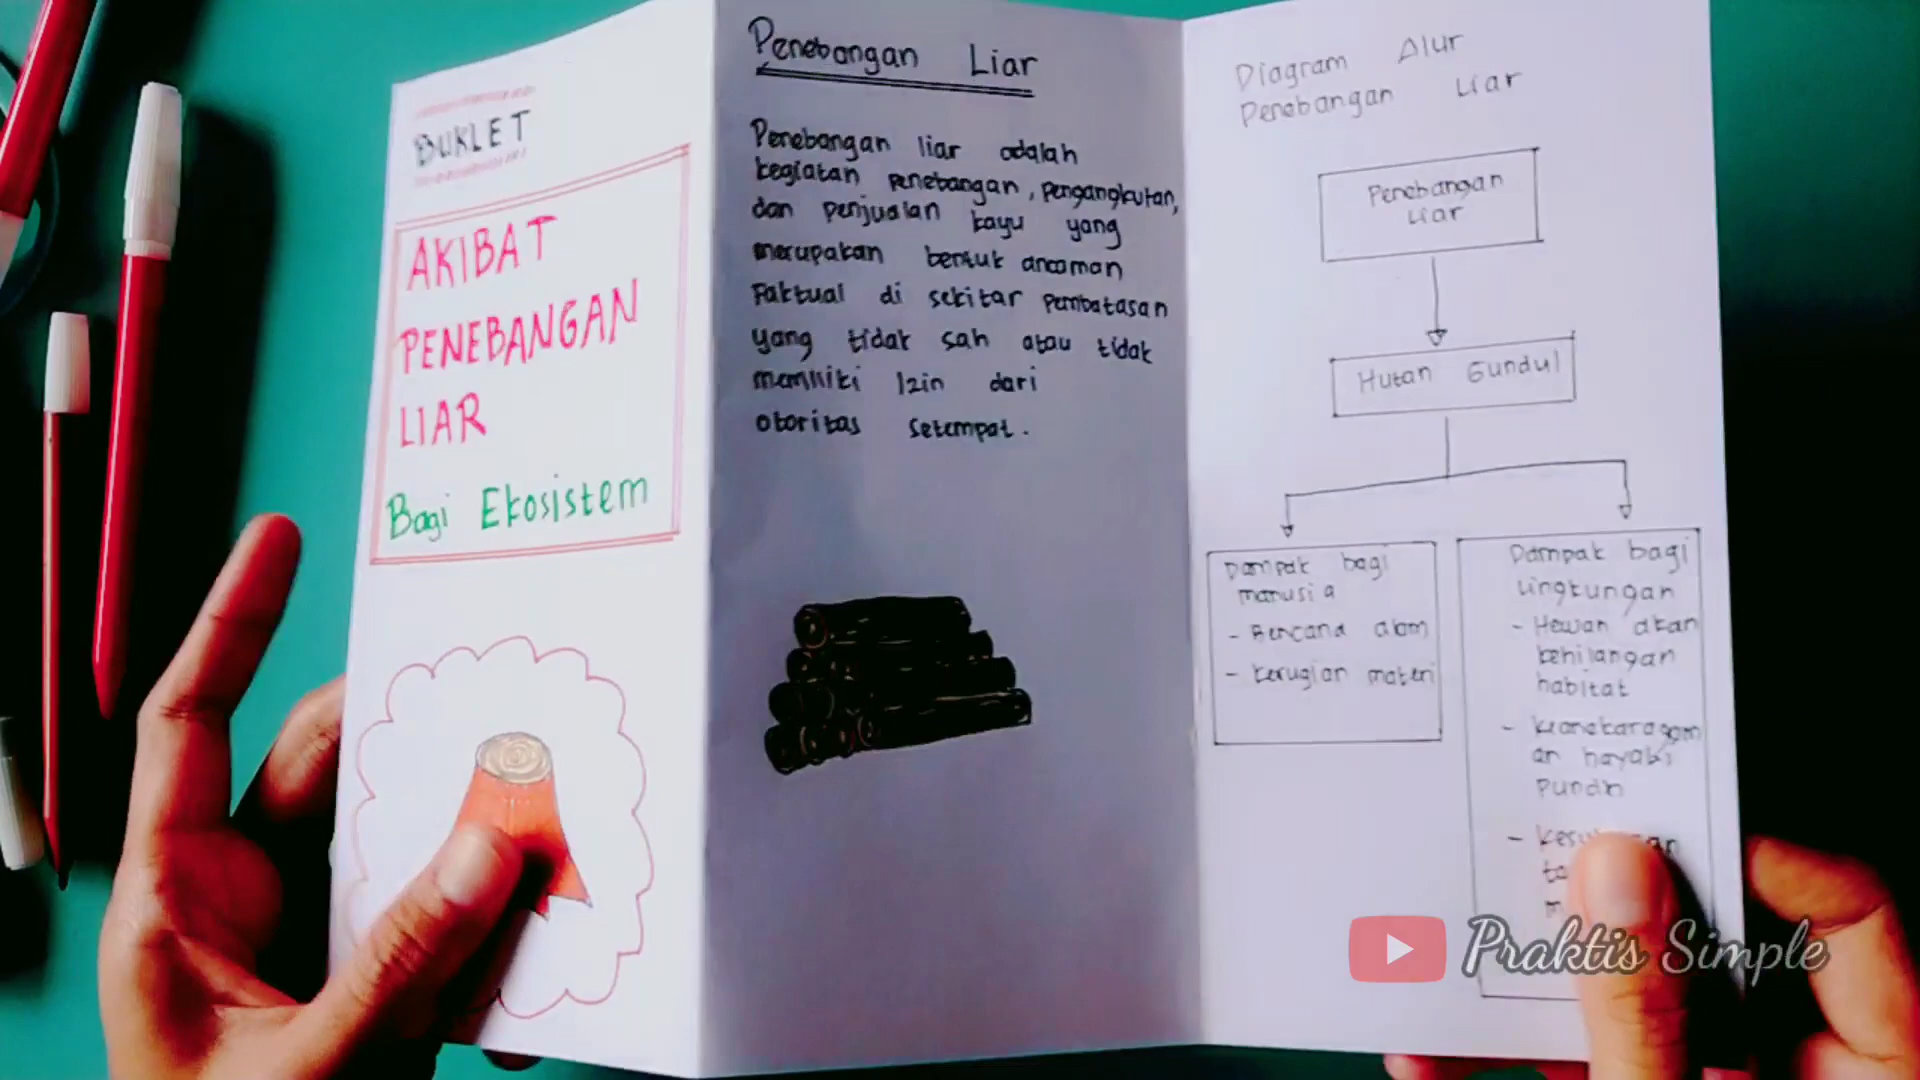 BUKLET
AKIBAT
PENEBANGAN
LIAR
Bagi Ekosistem
Penebangan Liar
Penebangan liar adalah
kegiatan penebangan, pengangkutan,
dan penjualan kayu yang
merupakan bentuk ancaman
Faktual di sekitar pembatasan
yang tidak sah atau tidak
memiliki Izin dari
otoritas setempat.
Diagram Alur
Penebangan Liar
Penebangan
Liar
Hutan Gundul
Dampak bagi
manusia
- Bencana alam
- kerugian materi
Dampak bagi
lingkungan
- Hewan akan
kehilangan
habitat
- keanekaragam
an hayati
punah
Praktis Simple